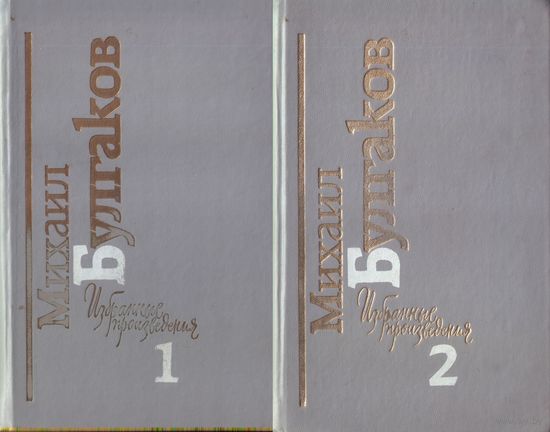 Михаил
Булгаков
Избранные
произведения
1
Михаил
Булгаков
Избранные
произведения
2